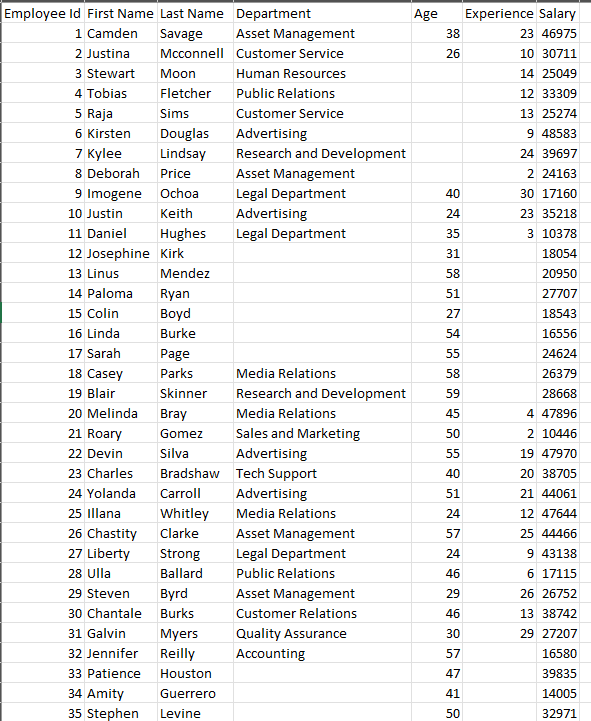 Employee Id First Name Last Name Department Age Experience Salary
1 Camden Savage Asset Management 38 23 46975
2 Justina Mcconnell Customer Service 26 10 30711
3 Stewart Moon Human Resources 14 25049
4 Tobias Fletcher Public Relations 12 33309
5 Raja Sims Customer Service 13 25274
6 Kirsten Douglas Advertising 9 48583
7 Kylee Lindsay Research and Development 24 39697
8 Deborah Price Asset Management 2 24163
9 Imogene Ochoa Legal Department 40 30 17160
10 Justin Keith Advertising 24 23 35218
11 Daniel Hughes Legal Department 35 3 10378
12 Josephine Kirk 31 18054
13 Linus Mendez 58 20950
14 Paloma Ryan 51 27707
15 Colin Boyd 27 18543
16 Linda Burke 54 16556
17 Sarah Page 55 24624
18 Casey Parks Media Relations 58 26379
19 Blair Skinner Research and Development 59 28668
20 Melinda Bray Media Relations 45 4 47896
21 Roary Gomez Sales and Marketing 50 2 10446
22 Devin Silva Advertising 55 19 47970
23 Charles Bradshaw Tech Support 40 20 38705
24 Yolanda Carroll Advertising 51 21 44061
25 Illana Whitley Media Relations 24 12 47644
26 Chastity Clarke Asset Management 57 25 44466
27 Liberty Strong Legal Department 24 9 43138
28 Ulla Ballard Public Relations 46 6 17115
29 Steven Byrd Asset Management 29 26 26752
30 Chantale Burks Customer Relations 46 13 38742
31 Galvin Myers Quality Assurance 30 29 27207
32 Jennifer Reilly Accounting 57 16580
33 Patience Houston 47 39835
34 Amity Guerrero 41 14005
35 Stephen Levine 50 32971